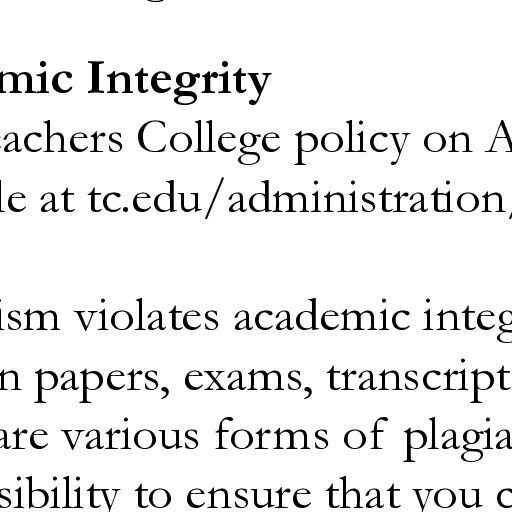 mic Integrity
eachers College policy on A
le at tc.edu/administration/
ism violates academic integ
n papers, exams, transcript
are various forms of plagia
sibility to ensure that you c